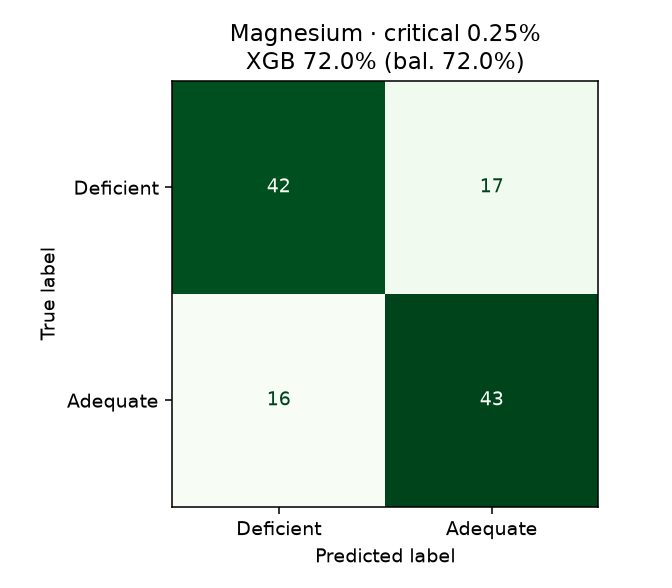 Magnesium · critical 0.25%
XGB 72.0% (bal. 72.0%)
Deficient
42
17
True label
Adequate
16
43
Deficient
Adequate
Predicted label